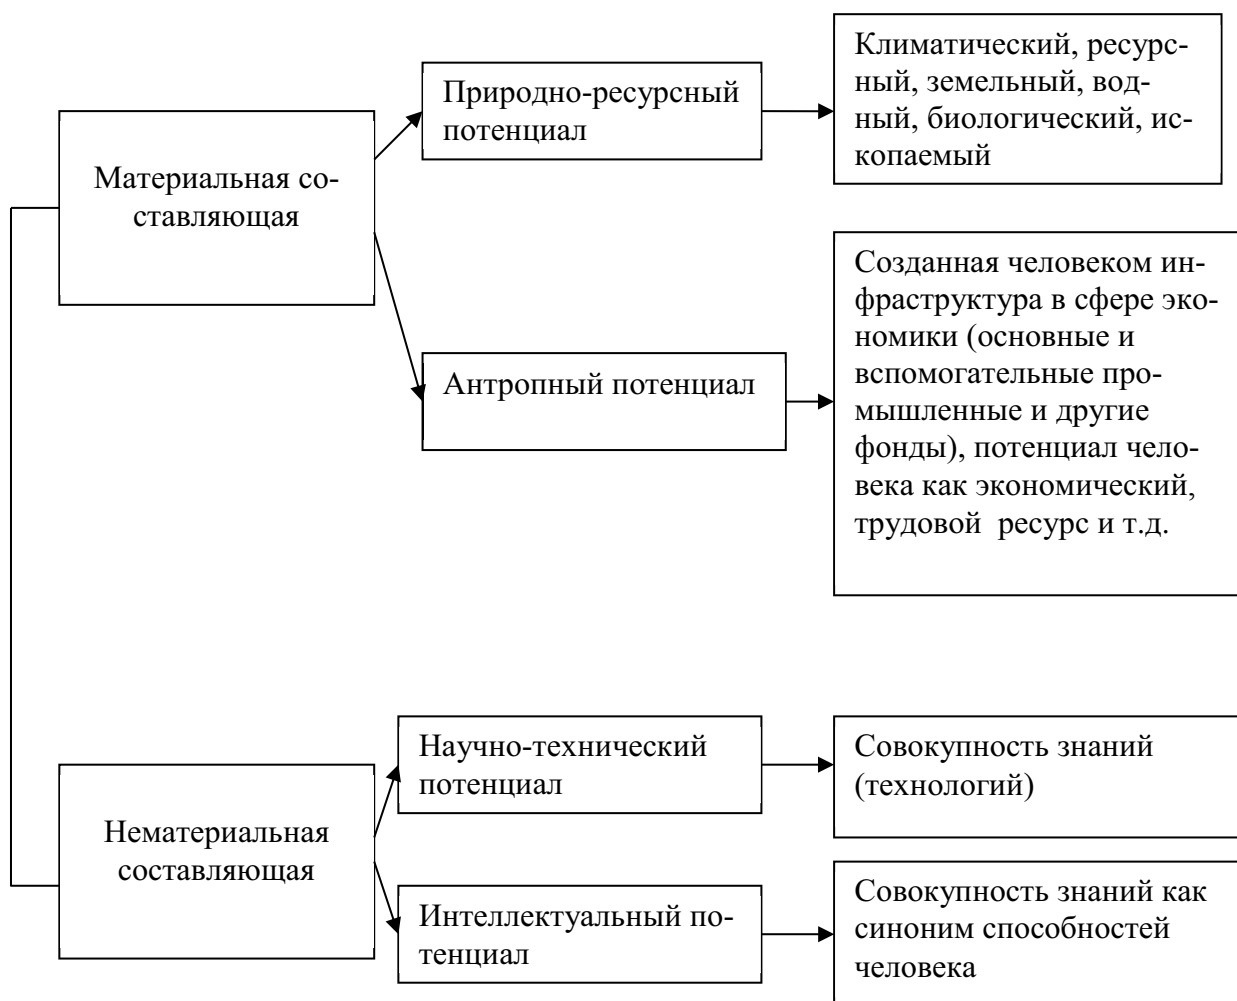 Материальная со-
ставляющая
Природно-ресурсный
потенциал
Климатический, ресурс-
ный, земельный, вод-
ный, биологический, ис-
копаемый
Антропный потенциал
Созданная человеком ин-
фраструктура в сфере эко-
номики (основные и
вспомогательные про-
мышленные и другие
фонды), потенциал чело-
века как экономический,
трудовой  ресурс и т.д.
Нематериальная
составляющая
Научно-технический
потенциал
Совокупность знаний
(технологий)
Интеллектуальный по-
тенциал
Совокупность знаний как
синоним способностей
человека